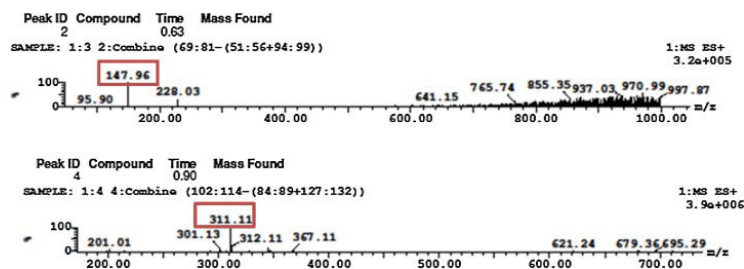 Peak ID Compound Time Mass Found
2 0.63
SAMPLE: 1:3 2:Combine (69:81-(51:56+94:99))
1:MS ES+
3.2e+005
100
%
0
147.96
95.90
228.03
641.15
765.74
855.35
937.03
970.99
997.87
200.00 400.00 600.00 800.00 1000.00 m/z
Peak ID Compound Time Mass Found
4 0.90
SAMPLE: 1:4 4:Combine (102:114-(84:89+127:132))
1:MS ES+
3.9e+006
100
%
0
311.11
201.01
301.13
312.11
367.11
621.24
679.36
695.29
200.00 300.00 400.00 500.00 600.00 700.00 m/z